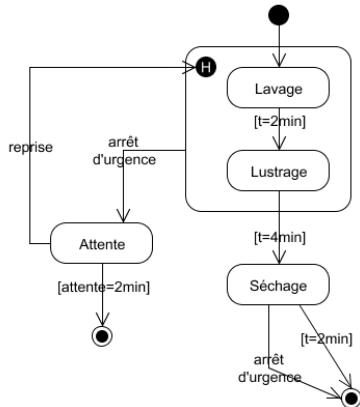 H
Lavage
[t=2min]
reprise
arrêt
d'urgence
Lustrage
Attente
[t=4min]
[attente=2min]
Séchage
[t=2min]
arrêt
d'urgence